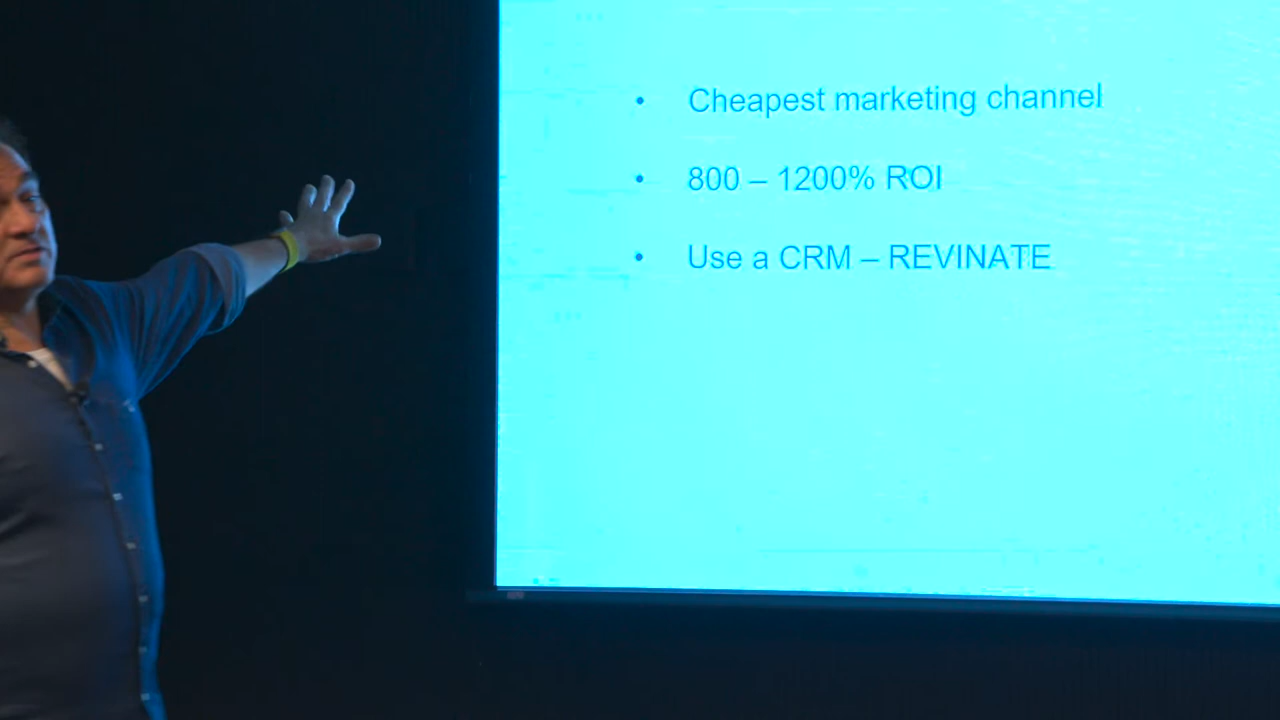 • Cheapest marketing channel
• 800 – 1200% ROI
• Use a CRM – REVINATE